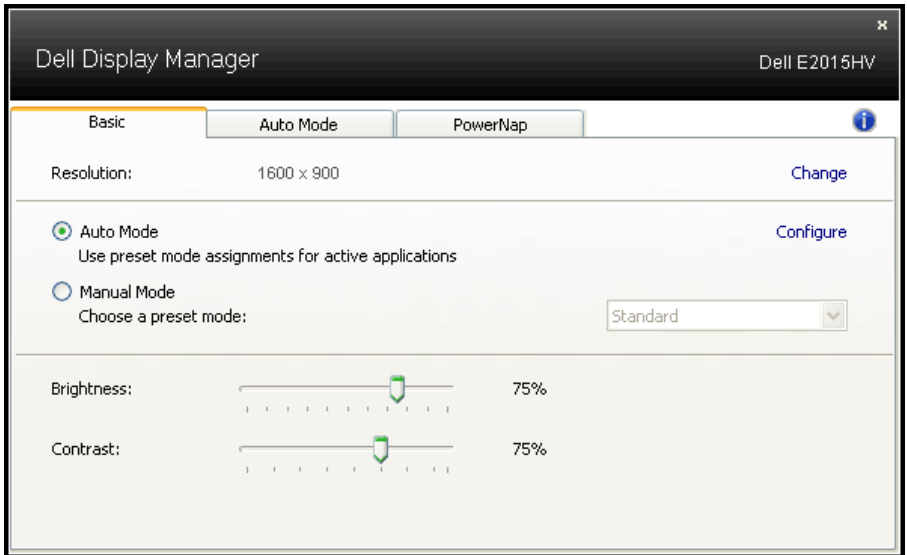 x
Dell Display Manager
Dell E2015HV
Basic
Auto Mode
PowerNap
Resolution:
1600 x 900
Change
Auto Mode
Configure
Use preset mode assignments for active applications
Manual Mode
Choose a preset mode:
Standard
Brightness:
75%
Contrast:
75%